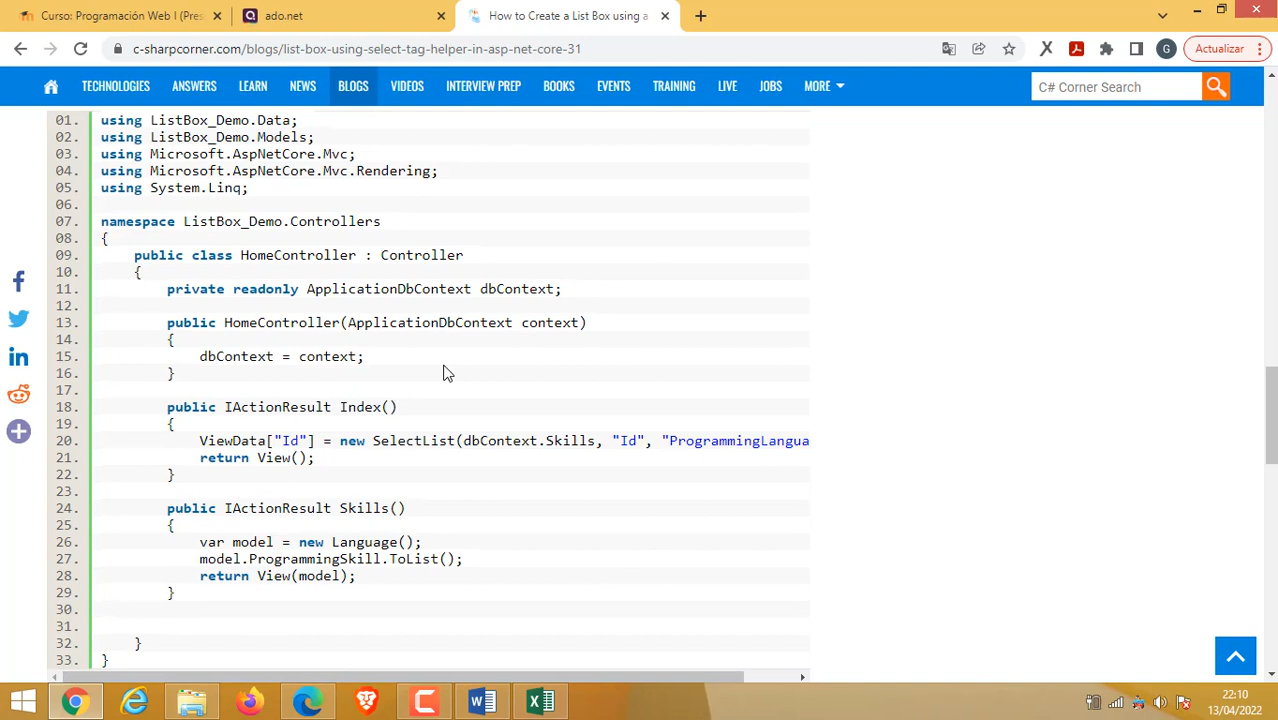 Curso: Programación Web I (Pres
ado.net
How to Create a List Box using a
c-sharpcorner.com/blogs/list-box-using-select-tag-helper-in-asp-net-core-31
G
Actualizar
TECHNOLOGIES ANSWERS LEARN NEWS BLOGS VIDEOS INTERVIEW PREP BOOKS EVENTS TRAINING LIVE JOBS MORE
C# Corner Search
01. using ListBox_Demo.Data;
02. using ListBox_Demo.Models;
03. using Microsoft.AspNetCore.Mvc;
04. using Microsoft.AspNetCore.Mvc.Rendering;
05. using System.Linq;
06.
07. namespace ListBox_Demo.Controllers
08. {
09. public class HomeController : Controller
10. {
11. private readonly ApplicationDbContext dbContext;
12.
13. public HomeController(ApplicationDbContext context)
14. {
15. dbContext = context;
16. }
17.
18. public IActionResult Index()
19. {
20. ViewData["Id"] = new SelectList(dbContext.Skills, "Id", "ProgrammingLangua
21. return View();
22. }
23.
24. public IActionResult Skills()
25. {
26. var model = new Language();
27. model.ProgrammingSkill.ToList();
28. return View(model);
29. }
30.
31.
32. }
33. }
22:10
13/04/2022